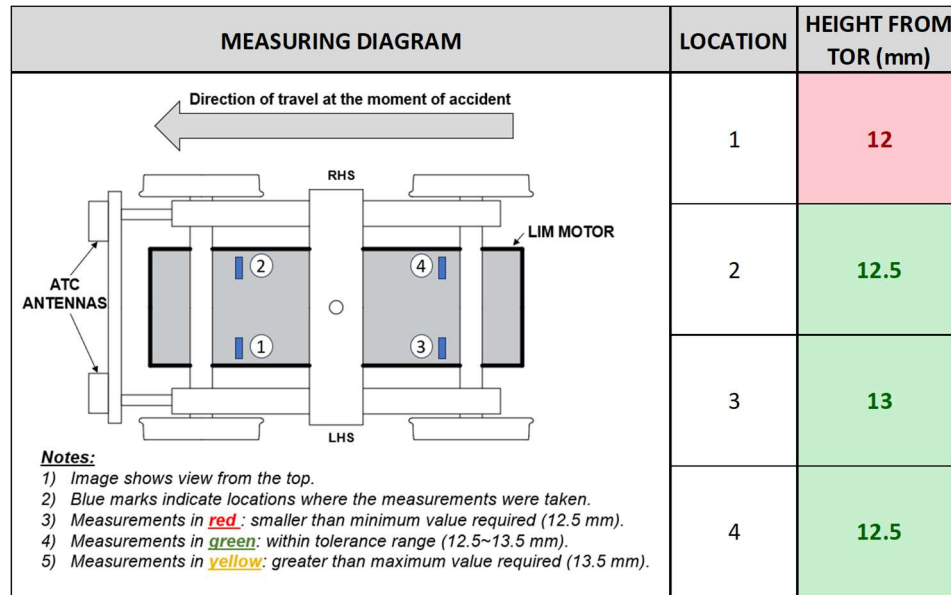 MEASURING DIAGRAM
LOCATION
HEIGHT FROM
TOR (mm)
Direction of travel at the moment of accident
RHS
LIM MOTOR
ATC
ANTENNAS
2
4
1
3
LHS
Notes:
1) Image shows view from the top.
2) Blue marks indicate locations where the measurements were taken.
3) Measurements in red : smaller than minimum value required (12.5 mm).
4) Measurements in green: within tolerance range (12.5~13.5 mm).
5) Measurements in yellow: greater than maximum value required (13.5 mm).
1
12
2
12.5
3
13
4
12.5